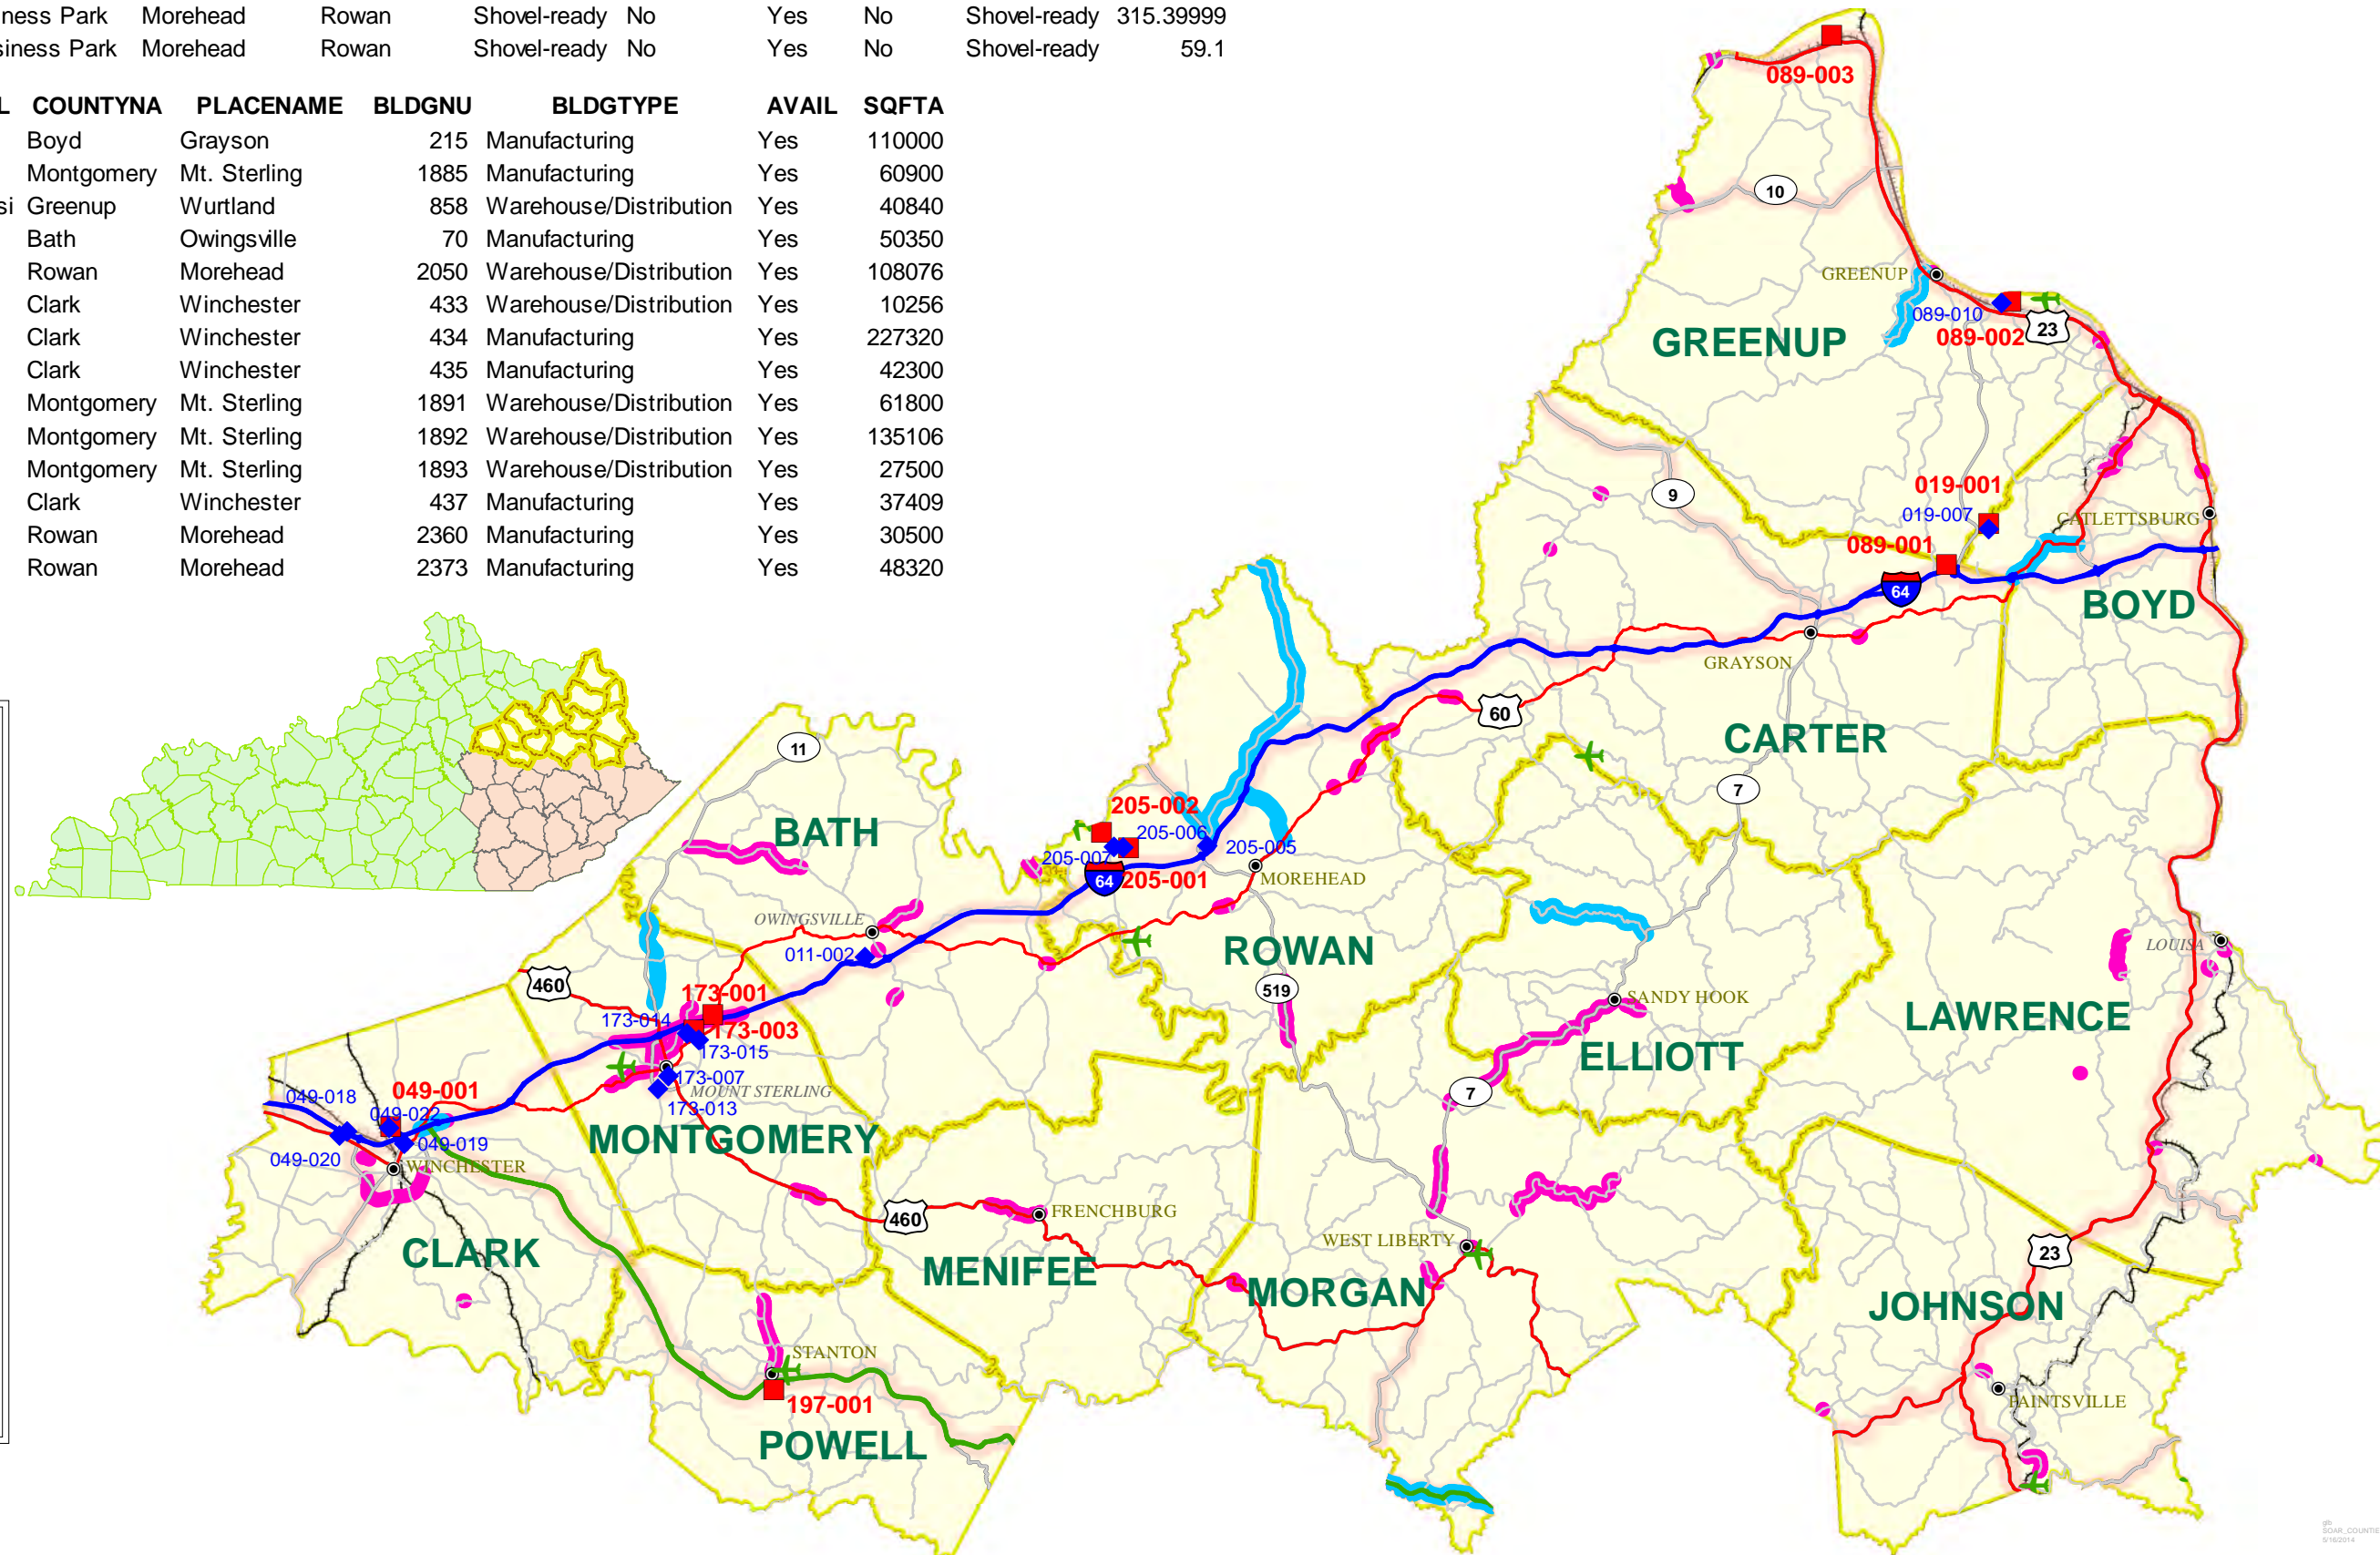 ness Park Morehead Rowan Shovel-ready No Yes No Shovel-ready 315.39999
siness Park Morehead Rowan Shovel-ready No Yes No Shovel-ready 59.1
L COUNTYNA PLACENAME BLDGNU BLDGTYPE AVAIL SQFTA
Boyd Grayson 215 Manufacturing Yes 110000
Montgomery Mt. Sterling 1885 Manufacturing Yes 60900
si Greenup Wurtland 858 Warehouse/Distribution Yes 40840
Bath Owingsville 70 Manufacturing Yes 50350
Rowan Morehead 2050 Warehouse/Distribution Yes 108076
Clark Winchester 433 Warehouse/Distribution Yes 10256
Clark Winchester 434 Manufacturing Yes 227320
Clark Winchester 435 Manufacturing Yes 42300
Montgomery Mt. Sterling 1891 Warehouse/Distribution Yes 61800
Montgomery Mt. Sterling 1892 Warehouse/Distribution Yes 135106
Montgomery Mt. Sterling 1893 Warehouse/Distribution Yes 27500
Clark Winchester 437 Manufacturing Yes 37409
Rowan Morehead 2360 Manufacturing Yes 30500
Rowan Morehead 2373 Manufacturing Yes 48320
089-003
10
GREENUP
089-010
089-002
23
GREENUP
9
019-001
019-007
CATLETTSBURG
089-001
64
BOYD
GRAYSON
60
CARTER
11
7
BATH
205-002
205-006
205-007
205-005
64
205-001
MOREHEAD
OWINGSVILLE
011-002
ROWAN
LOUISA
460
519
173-001
SANDY HOOK
LAWRENCE
173-014
173-003
173-015
ELLIOTT
173-007
MOUNT STERLING
173-013
7
049-018
049-001
049-022
049-019
049-020
MONTGOMERY
WINCHESTER
460
FRENCHBURG
WEST LIBERTY
CLARK
23
MENIFEE
MORGAN
JOHNSON
STANTON
197-001
PAINTSVILLE
POWELL
gb
SOAR_COUNTIE
5/16/2014